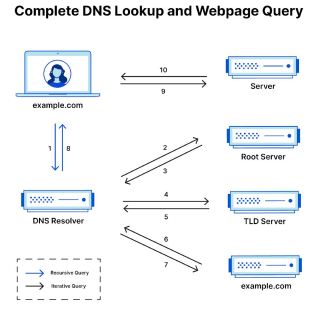 Complete DNS Lookup and Webpage Query
10
9
example.com
Server
1
8
2
3
Root Server
4
5
DNS Resolver
TLD Server
6
7
Recursive Query
Iterative Query
example.com